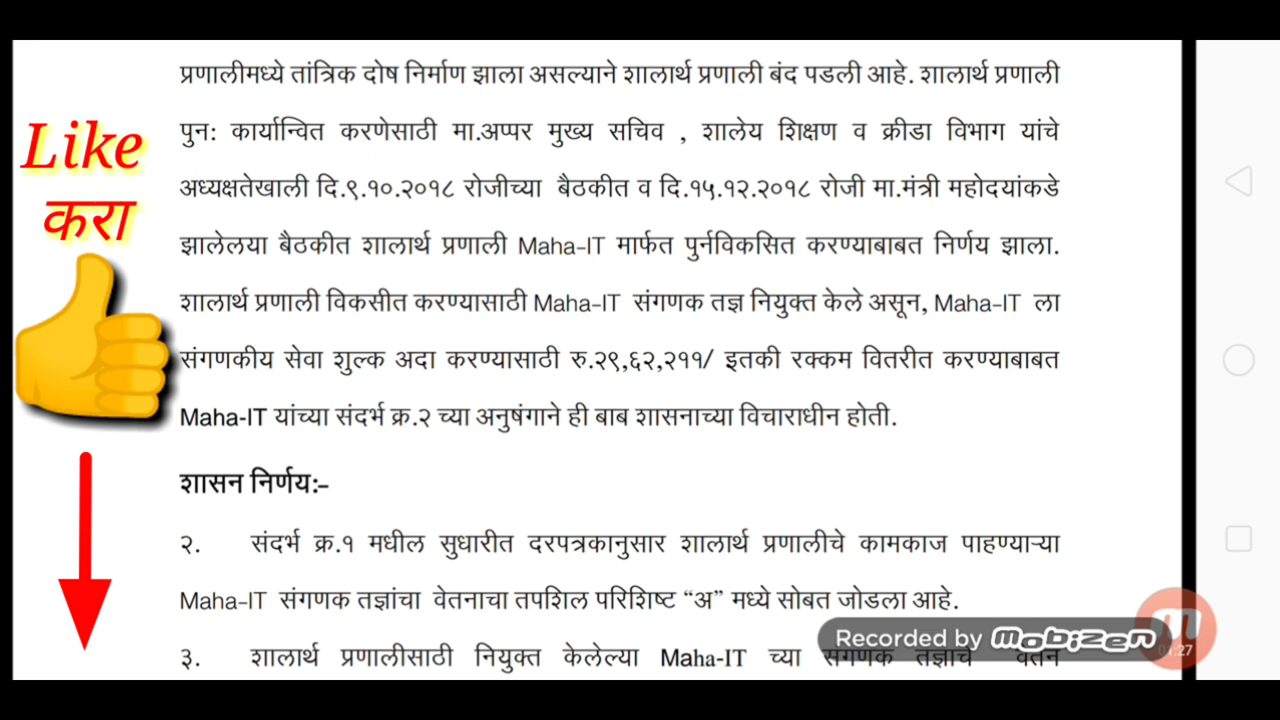 प्रणालीमध्ये तांत्रिक दोष निर्माण झाला असल्याने शालार्थ प्रणाली बंद पडली आहे. शालार्थ प्रणाली
पुन: कार्यान्वित करणेसाठी मा.अप्पर मुख्य सचिव , शालेय शिक्षण व क्रीडा विभाग यांचे
अध्यक्षतेखाली दि.९.१०.२०१८ रोजीच्या बैठकीत व दि.१५.१२.२०१८ रोजी मा.मंत्री महोदयांकडे
झालेलया बैठकीत शालार्थ प्रणाली Maha-IT मार्फत पुर्नविकसित करण्याबाबत निर्णय झाला.
शालार्थ प्रणाली विकसीत करण्यासाठी Maha-IT संगणक तज्ञ नियुक्त केले असून, Maha-IT ला
संगणकीय सेवा शुल्क अदा करण्यासाठी रु.२९,६२,२११/ इतकी रक्कम वितरीत करण्याबाबत
Maha-IT यांच्या संदर्भ क्र.२ च्या अनुषंगाने ही बाब शासनाच्या विचाराधीन होती.
शासन निर्णय:-
२. संदर्भ क्र.१ मधील सुधारीत दरपत्रकानुसार शालार्थ प्रणालीचे कामकाज पाहण्याऱ्या
Maha-IT संगणक तज्ञांचा वेतनाचा तपशिल परिशिष्ट “अ” मध्ये सोबत जोडला आहे.
३. शालार्थ प्रणालीसाठी नियुक्त केलेल्या Maha-IT च्या संगणक तज्ञाचे वेतन
Like
करा
Recorded by mobizen
01:27